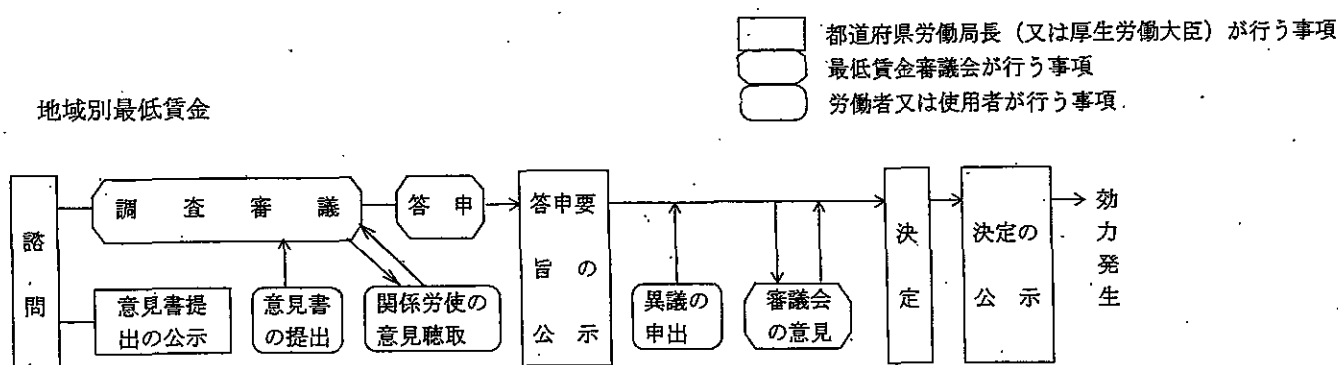 都道府県労働局長（又は厚生労働大臣）が行う事項
最低賃金審議会が行う事項
労働者又は使用者が行う事項
地域別最低賃金
諮問
調査審議
答申
意見書提
出の公示
意見書
の提出
関係労使の
意見聴取
答申要
旨の
公示
異議の
申出
審議会
の意見
決定
決定の
公示
効力発生